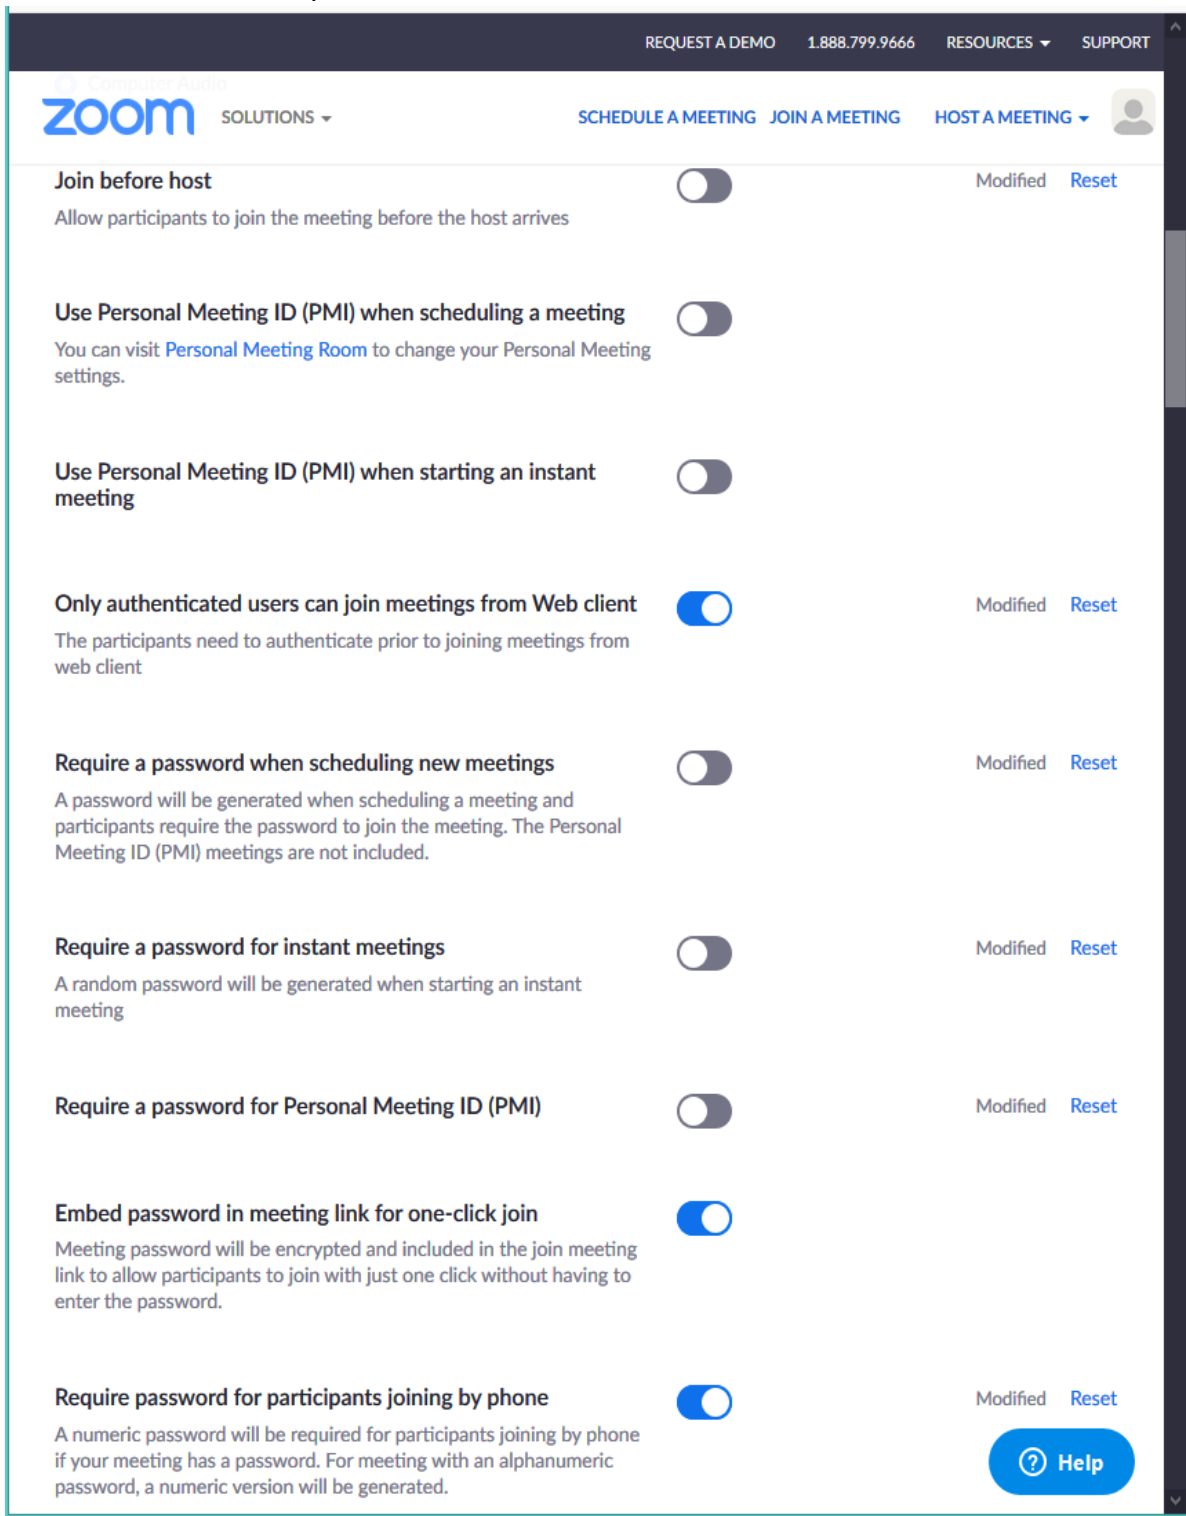 REQUEST A DEMO 1.888.799.9666 RESOURCES SUPPORT
Computer Audio
zoom SOLUTIONS SCHEDULE A MEETING JOIN A MEETING HOST A MEETING
Join before host Modified Reset
Allow participants to join the meeting before the host arrives
Use Personal Meeting ID (PMI) when scheduling a meeting
You can visit Personal Meeting Room to change your Personal Meeting
settings.
Use Personal Meeting ID (PMI) when starting an instant
meeting
Only authenticated users can join meetings from Web client Modified Reset
The participants need to authenticate prior to joining meetings from
web client
Require a password when scheduling new meetings Modified Reset
A password will be generated when scheduling a meeting and
participants require the password to join the meeting. The Personal
Meeting ID (PMI) meetings are not included.
Require a password for instant meetings Modified Reset
A random password will be generated when starting an instant
meeting
Require a password for Personal Meeting ID (PMI) Modified Reset
Embed password in meeting link for one-click join
Meeting password will be encrypted and included in the join meeting
link to allow participants to join with just one click without having to
enter the password.
Require password for participants joining by phone Modified Reset
A numeric password will be required for participants joining by phone
if your meeting has a password. For meeting with an alphanumeric
password, a numeric version will be generated.
Help